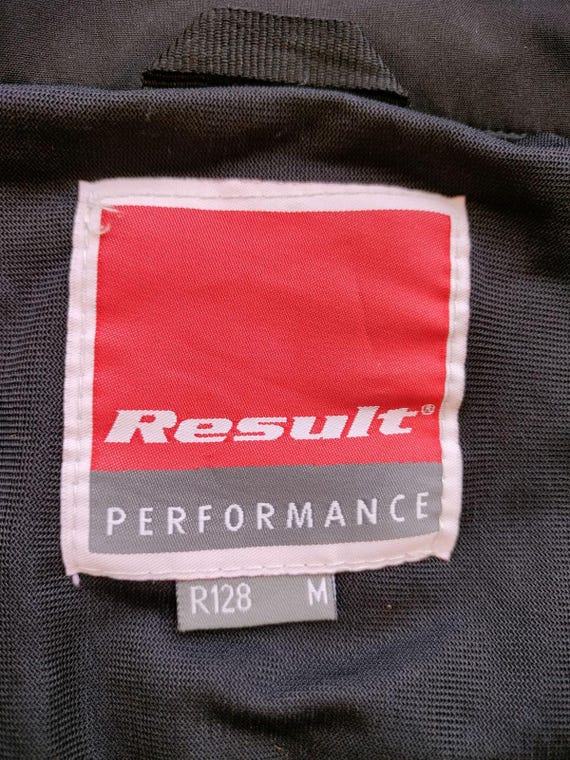 Result®
PERFORMANCE
R128 M